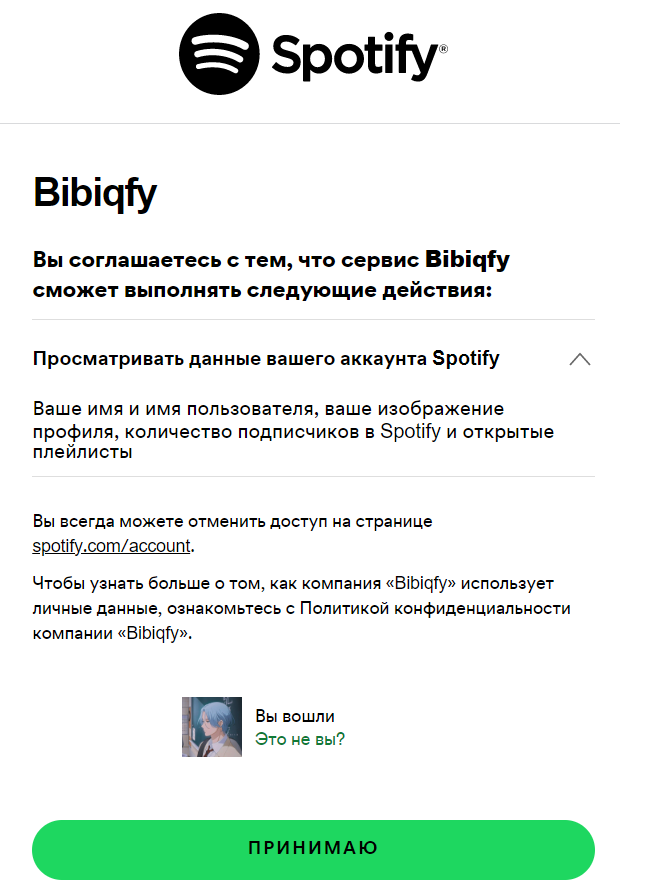 Spotify®
Bibiqfy
Вы соглашаетесь с тем, что сервис Bibiqfy
сможет выполнять следующие действия:
Просматривать данные вашего аккаунта Spotify
Ваше имя и имя пользователя, ваше изображение
профиля, количество подписчиков в Spotify и открытые
плейлисты
Вы всегда можете отменить доступ на странице
spotify.com/account.
Чтобы узнать больше о том, как компания «Bibiqfy» использует
личные данные, ознакомьтесь с Политикой конфиденциальности
компании «Bibiqfy».
Вы вошли
Это не вы?
ПРИНИМАЮ